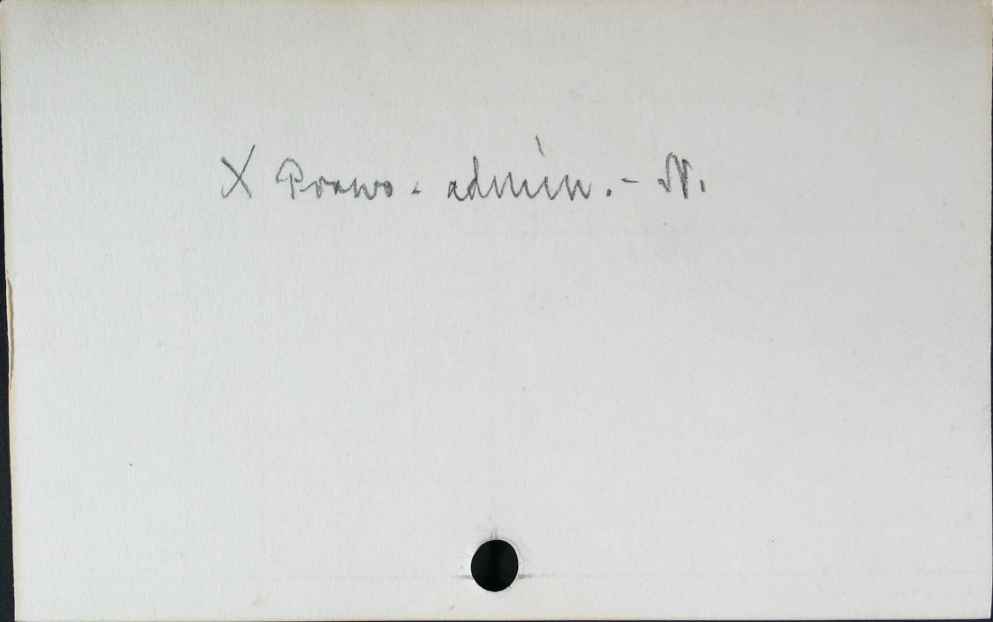 X Prawo - admin. - N.